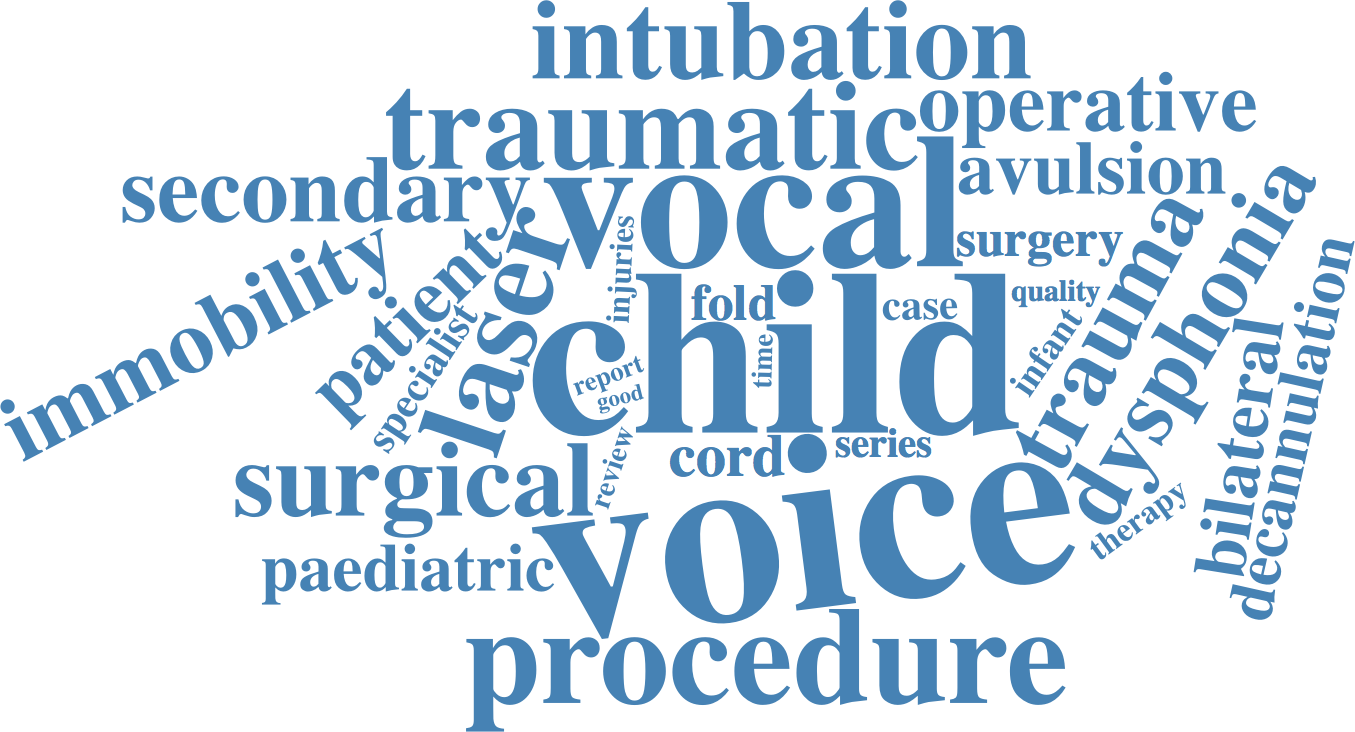 intubation
traumatic
operative
secondary
vocal
avulsion
immobility
patient
laser
injuries
surgery
trauma
dysphonia
specialist
child
fold
case
quality
infant
report
good
time
bilateral
decannulation
surgical
review
cord
series
voice
therapy
paediatric
procedure